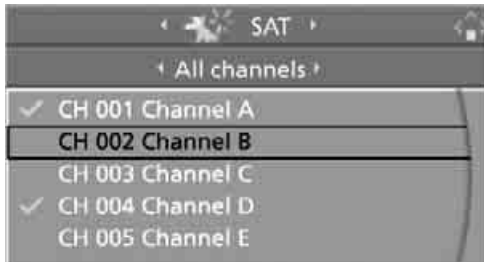 SAT
All channels
CH 001 Channel A
CH 002 Channel B
CH 003 Channel C
CH 004 Channel D
CH 005 Channel E